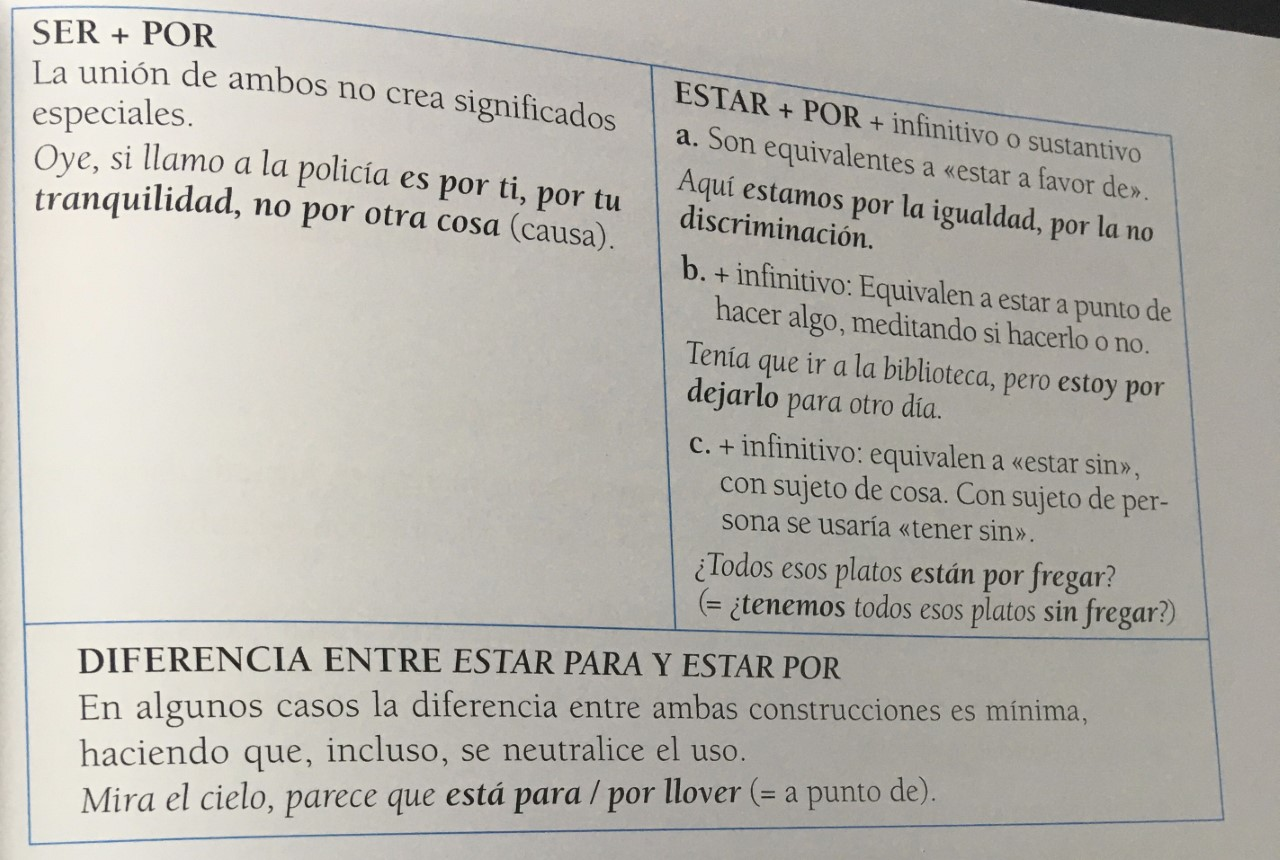 SER + POR
La unión de ambos no crea significados
especiales.
Oye, si llamo a la policía es por ti, por tu
tranquilidad, no por otra cosa (causa).
ESTAR + POR + infinitivo o sustantivo
a. Son equivalentes a «estar a favor de».
Aquí estamos por la igualdad, por la no
discriminación.
b. + infinitivo: Equivalen a estar a punto de
hacer algo, meditando si hacerlo o no.
Tenía que ir a la biblioteca, pero estoy por
dejarlo para otro día.
c. + infinitivo: equivalen a «estar sin»,
con sujeto de cosa. Con sujeto de per-
sona se usaría «tener sin».
¿Todos esos platos están por fregar?
(= ¿tenemos todos esos platos sin fregar?)
DIFERENCIA ENTRE ESTAR PARA Y ESTAR POR
En algunos casos la diferencia entre ambas construcciones es mínima,
haciendo que, incluso, se neutralice el uso.
Mira el cielo, parece que está para / por llover (= a punto de).